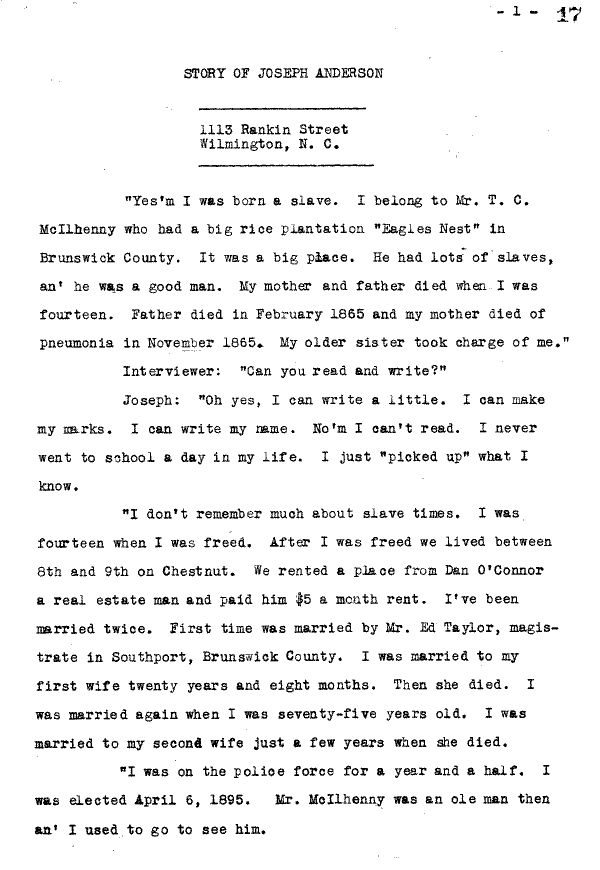 - 1 - 17
STORY OF JOSEPH ANDERSON
1113 Rankin Street
Wilmington, N. C.
"Yes'm I was born a slave. I belong to Mr. T. C.
McIlhenny who had a big rice plantation "Eagles Nest" in
Brunswick County. It was a big place. He had lots of slaves,
an' he was a good man. My mother and father died when I was
fourteen. Father died in February 1865 and my mother died of
pneumonia in November 1865. My older sister took charge of me."
Interviewer: "Can you read and write?"
Joseph: "Oh yes, I can write a little. I can make
my marks. I can write my name. No'm I can't read. I never
went to school a day in my life. I just "picked up" what I
know.
"I don't remember much about slave times. I was
fourteen when I was freed. After I was freed we lived between
8th and 9th on Chestnut. We rented a place from Dan O'Connor
a real estate man and paid him $5 a month rent. I've been
married twice. First time was married by Mr. Ed Taylor, magis-
trate in Southport, Brunswick County. I was married to my
first wife twenty years and eight months. Then she died. I
was married again when I was seventy-five years old. I was
married to my second wife just a few years when she died.
"I was on the police force for a year and a half. I
was elected April 6, 1895. Mr. McIlhenny was an ole man then
an' I used to go to see him.